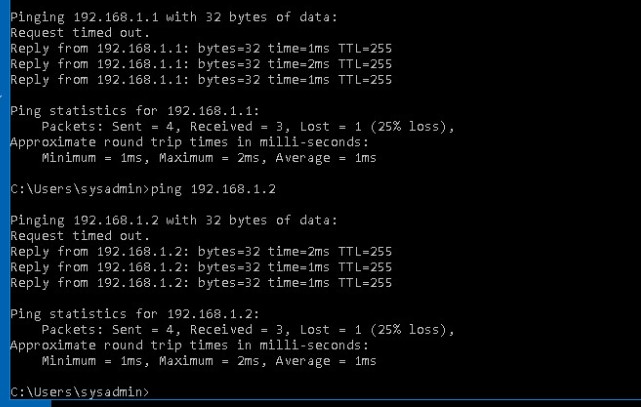 Pinging 192.168.1.1 with 32 bytes of data:
Request timed out.
Reply from 192.168.1.1: bytes=32 time=1ms TTL=255
Reply from 192.168.1.1: bytes=32 time=2ms TTL=255
Reply from 192.168.1.1: bytes=32 time=1ms TTL=255

Ping statistics for 192.168.1.1:
    Packets: Sent = 4, Received = 3, Lost = 1 (25% loss),
Approximate round trip times in milli-seconds:
    Minimum = 1ms, Maximum = 2ms, Average = 1ms

C:\Users\sysadmin>ping 192.168.1.2

Pinging 192.168.1.2 with 32 bytes of data:
Request timed out.
Reply from 192.168.1.2: bytes=32 time=2ms TTL=255
Reply from 192.168.1.2: bytes=32 time=1ms TTL=255
Reply from 192.168.1.2: bytes=32 time=1ms TTL=255

Ping statistics for 192.168.1.2:
    Packets: Sent = 4, Received = 3, Lost = 1 (25% loss),
Approximate round trip times in milli-seconds:
    Minimum = 1ms, Maximum = 2ms, Average = 1ms

C:\Users\sysadmin>